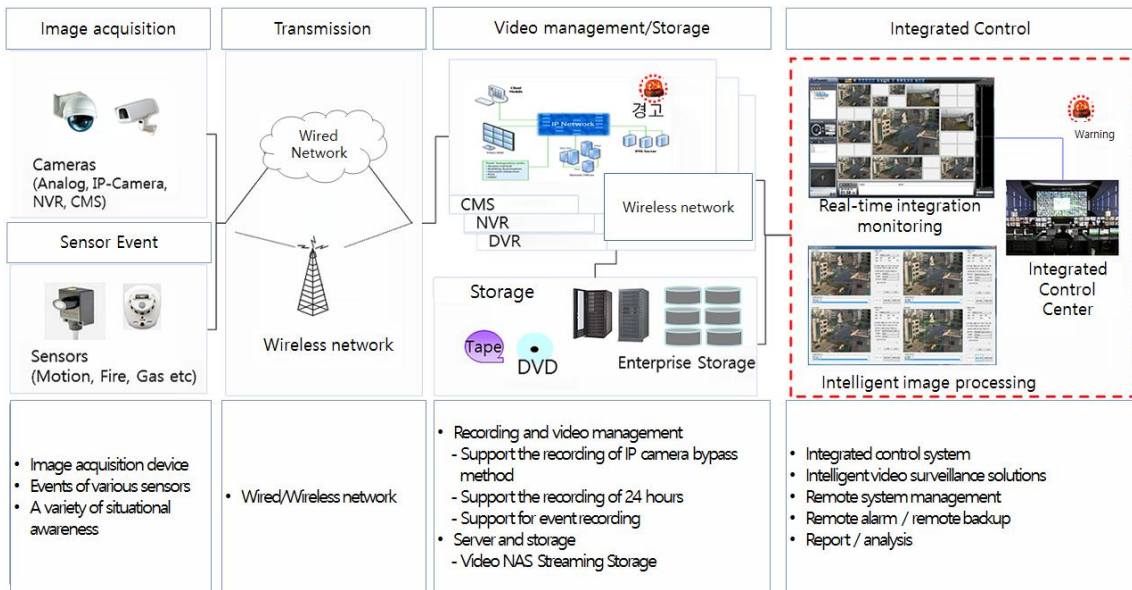 Image acquisition
Transmission
Video management/Storage
Integrated Control
Cameras
(Analog, IP-Camera,
NVR, CMS)
Sensor Event
Sensors
(Motion, Fire, Gas etc)
Wired
Network
Wireless network
IP Network
경고
CMS
NVR
DVR
Wireless network
Storage
Tape
DVD
Enterprise Storage
Real-time integration
monitoring
Warning
Integrated
Control
Center
Intelligent image processing
• Image acquisition device
• Events of various sensors
• A variety of situational
awareness
• Wired/Wireless network
• Recording and video management
- Support the recording of IP camera bypass
method
- Support the recording of 24 hours
- Support for event recording
• Server and storage
- Video NAS Streaming Storage
• Integrated control system
• Intelligent video surveillance solutions
• Remote system management
• Remote alarm / remote backup
• Report / analysis